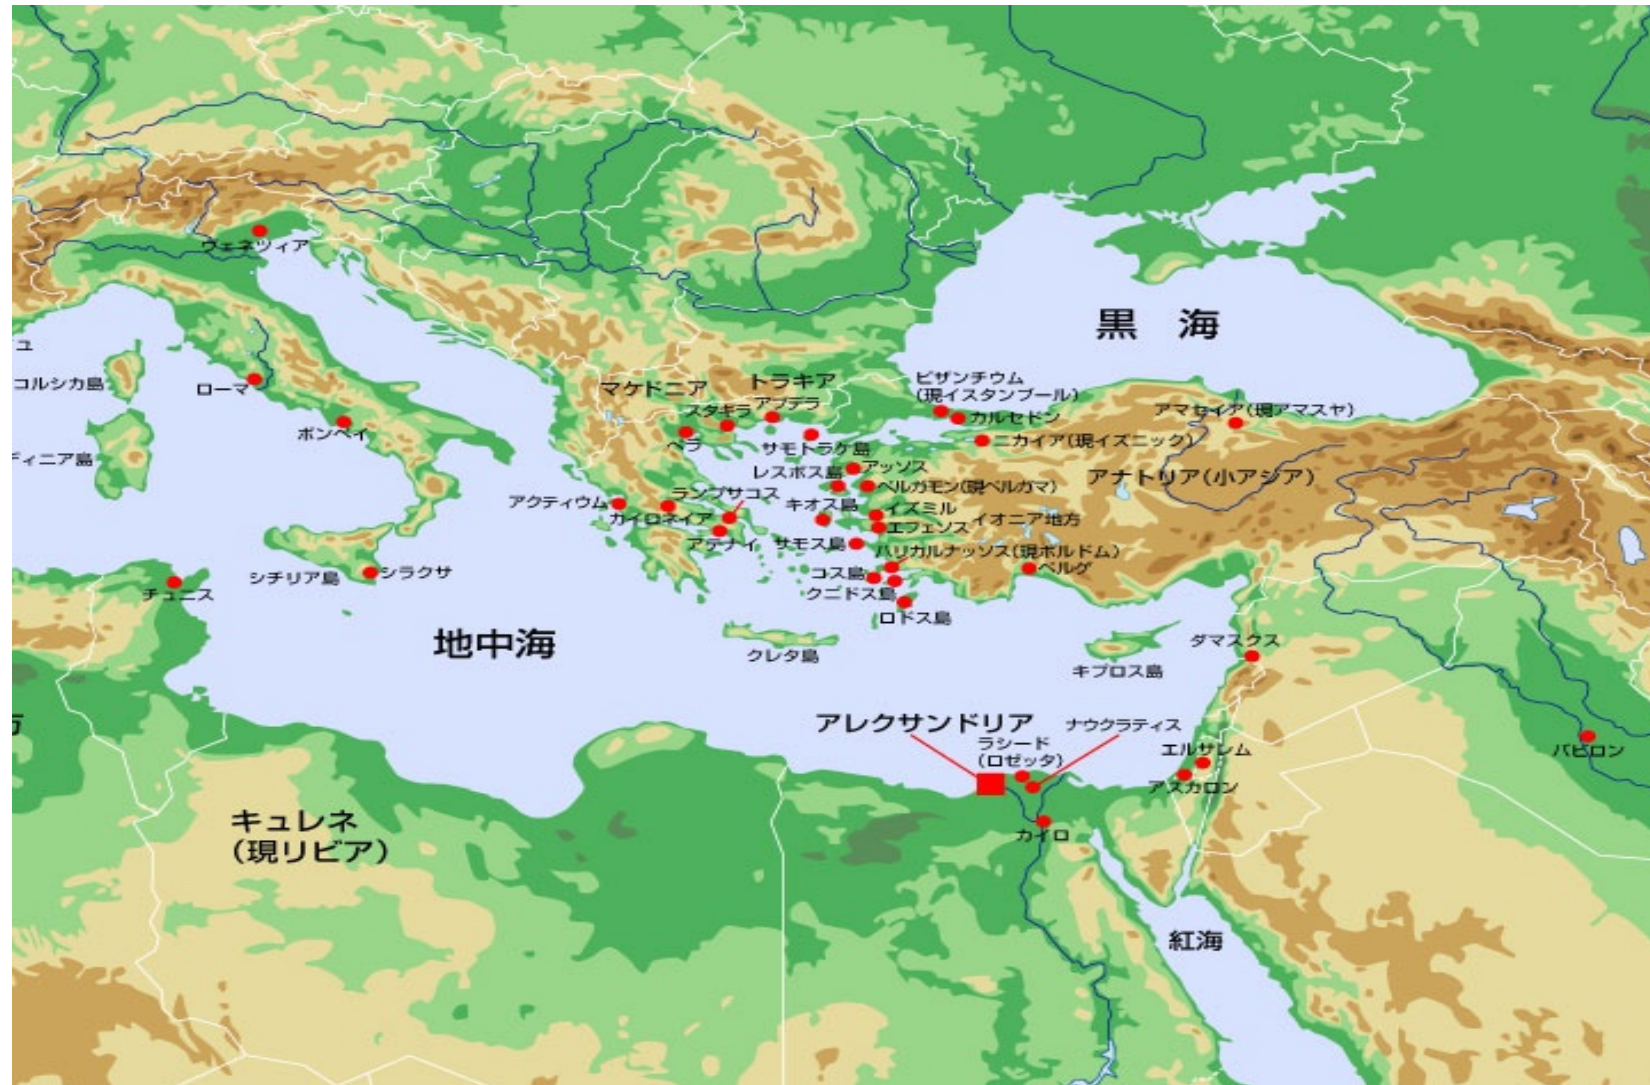 ヴェネツィア
黒 海
ュ
コルシカ島
ローマ
ポンペイ
ディニア島
マケドニア
トラキア
スタギラ
アブデラ
ペラ
サモトラケ島
ビザンチウム
(現イスタンブール)
カルセドン
ニカイア(現イズニック)
アマセイア(現アマスヤ)
レスボス島
アッソス
ペルガモン(現ベルガマ)
アナトリア(小アジア)
アクティウム
ランプサコス
カイロネイア
アテナイ
キオス島
イズミル
エフェソス
イオニア地方
サモス島
ハリカルナッソス(現ボルドム)
コス島
ペルゲ
クニドス島
ロドス島
シチリア島
シラクサ
チュニス
地中海
クレタ島
キプロス島
ダマスクス
アレクサンドリア
ナウクラティス
ラシード
(ロゼッタ)
エルサレム
アスカロン
バビロン
カイロ
キュレネ
(現リビア)
紅海